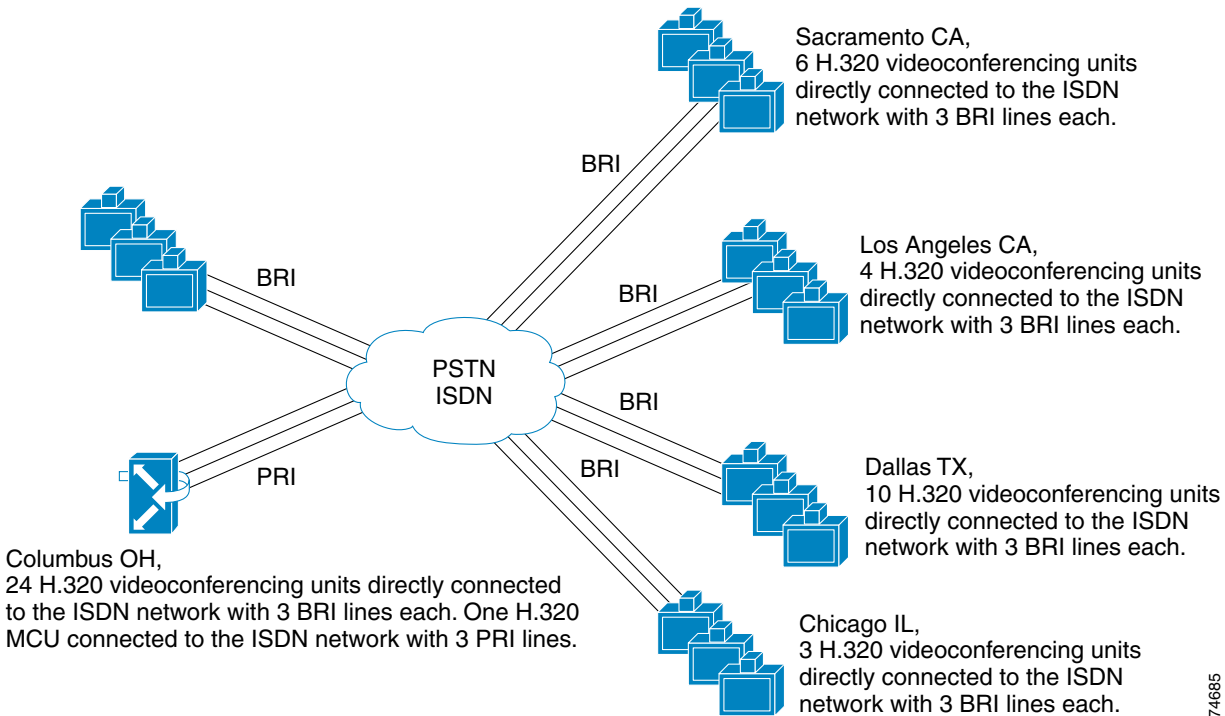 Sacramento CA,
6 H.320 videoconferencing units
directly connected to the ISDN
network with 3 BRI lines each.
BRI
BRI
Los Angeles CA,
4 H.320 videoconferencing units
directly connected to the ISDN
network with 3 BRI lines each.
BRI
PSTN
ISDN
BRI
BRI
PRI
Dallas TX,
10 H.320 videoconferencing units
directly connected to the ISDN
network with 3 BRI lines each.
Columbus OH,
24 H.320 videoconferencing units directly connected
to the ISDN network with 3 BRI lines each. One H.320
MCU connected to the ISDN network with 3 PRI lines.
Chicago IL,
3 H.320 videoconferencing units
directly connected to the ISDN
network with 3 BRI lines each.
74685